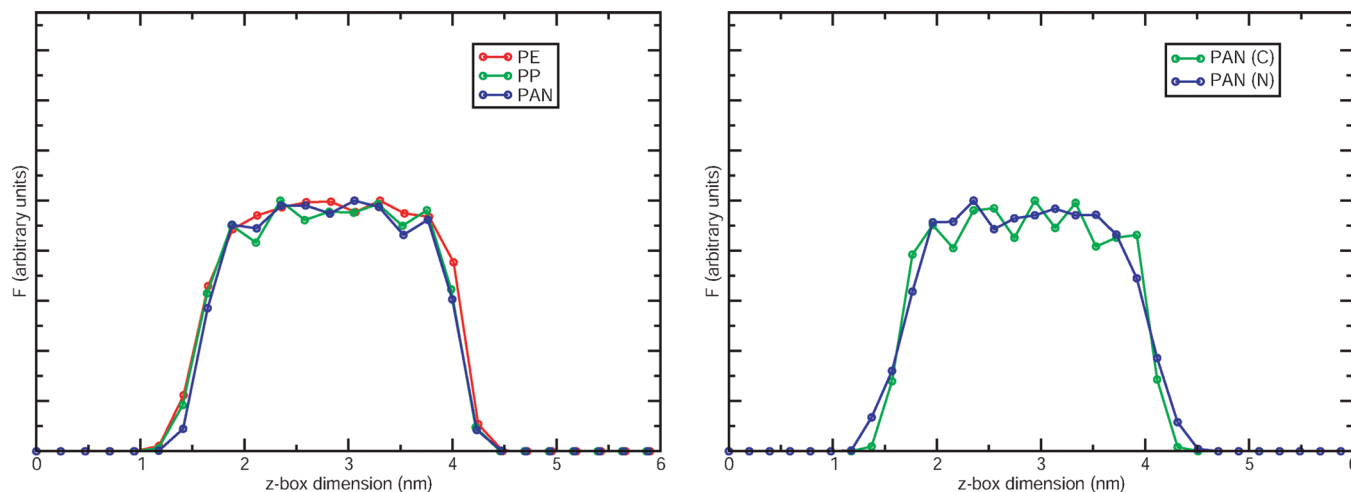 F (arbitrary units)
PE
PP
PAN
0 1 2 3 4 5 6
z-box dimension (nm)
F (arbitrary units)
PAN (C)
PAN (N)
0 1 2 3 4 5 6
z-box dimension (nm)